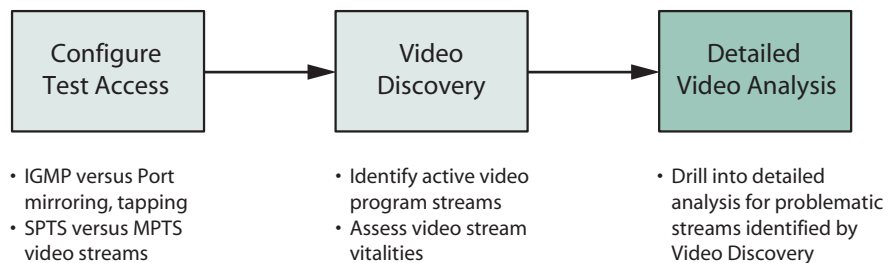 Configure
Test Access
Video
Discovery
Detailed
Video Analysis
• IGMP versus Port
mirroring, tapping
• SPTS versus MPTS
video streams
• Identify active video
program streams
• Assess video stream
vitalities
• Drill into detailed
analysis for problematic
streams identified by
Video Discovery